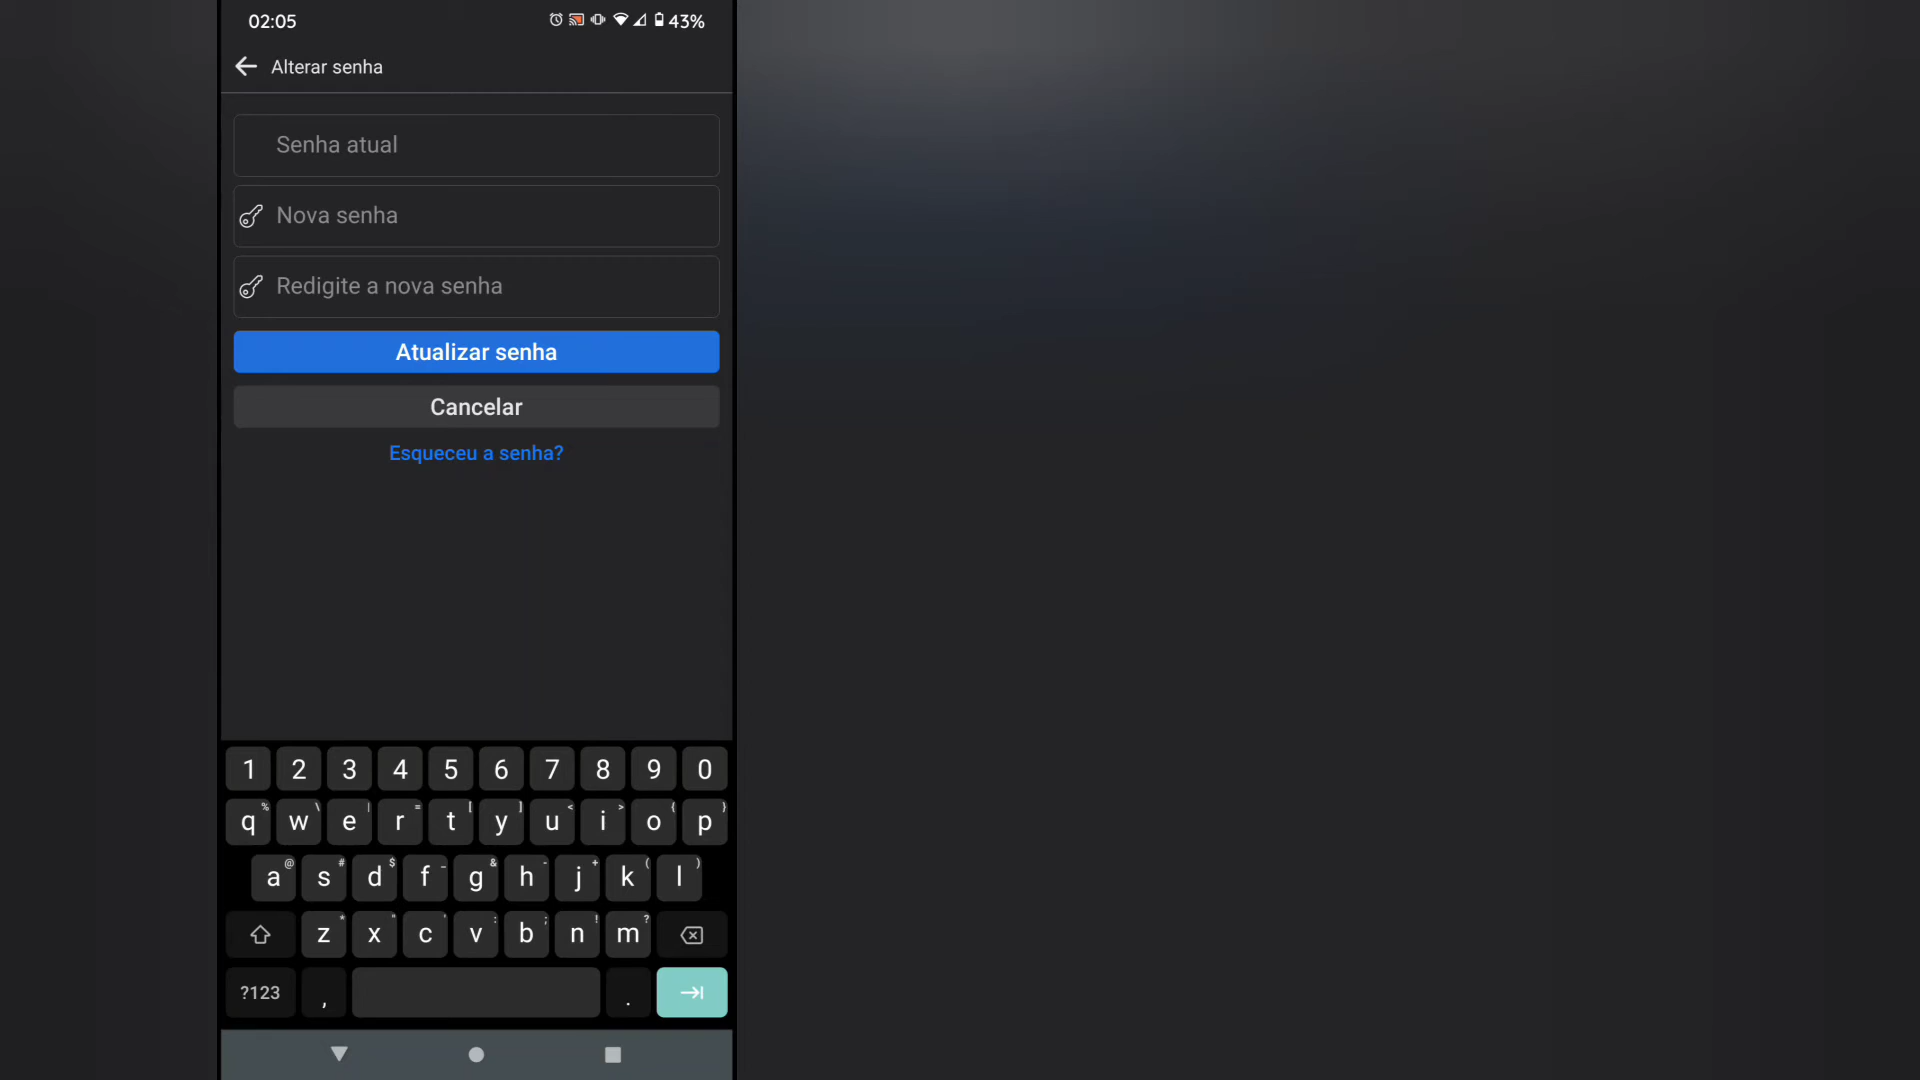 02:05 43%
Alterar senha
Senha atual
Nova senha
Redigite a nova senha
Atualizar senha
Cancelar
Esqueceu a senha?
1 2 3 4 5 6 7 8 9 0
% \ | = [ ] < > { }
q w e r t y u i o p
@ # $ _ & - + ( )
a s d f g h j k l
* " ' : ; ! ?
z x c v b n m
?123 , .